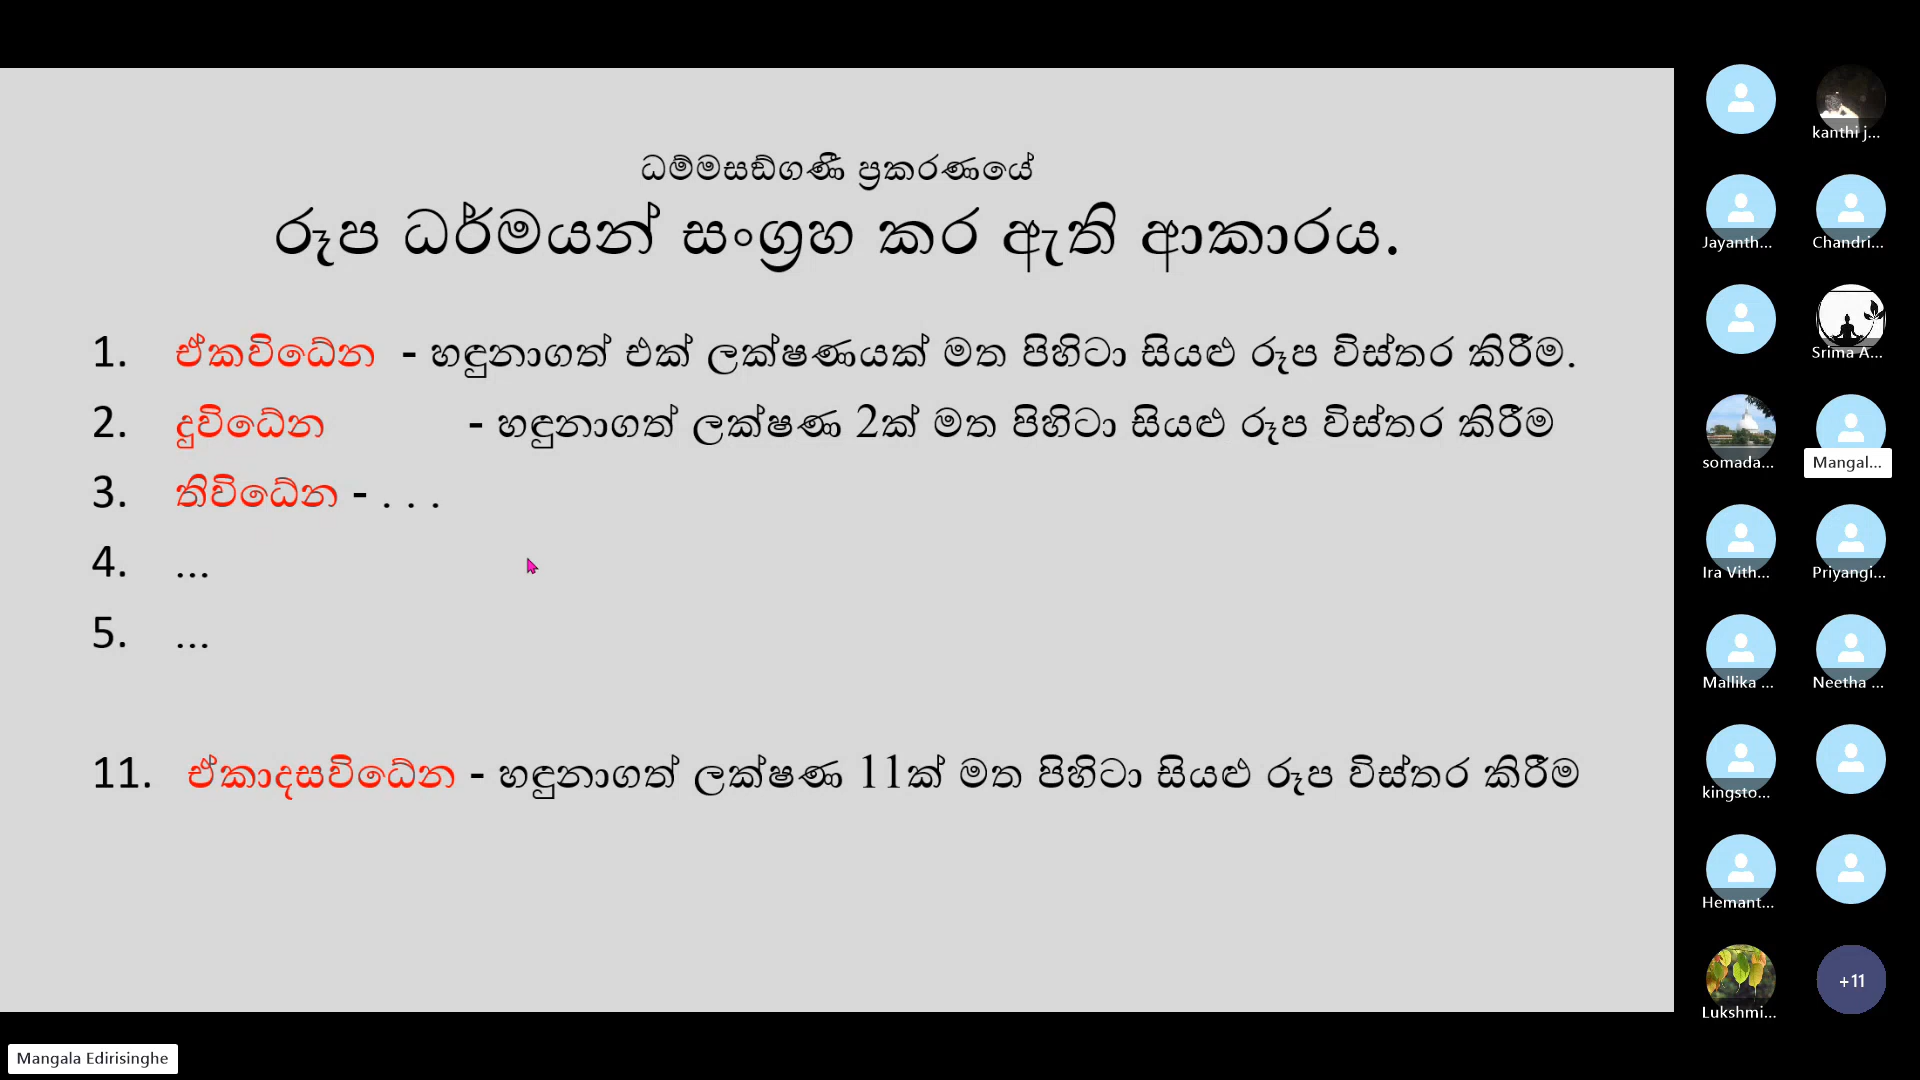 ධම්මසඞ්ගණී ප්‍රකරණයේ
රූප ධර්මයන් සංග්‍රහ කර ඇති ආකාරය.
1. ඒකවිධේන - හඳුනාගත් එක් ලක්ෂණයක් මත පිහිටා සියළු රූප විස්තර කිරීම.
2. දුවිධේන - හඳුනාගත් ලක්ෂණ 2ක් මත පිහිටා සියළු රූප විස්තර කිරීම
3. තිවිධේන - . . .
4. ...
5. ...
11. ඒකාදසවිධේන - හඳුනාගත් ලක්ෂණ 11ක් මත පිහිටා සියළු රූප විස්තර කිරීම
kanthi j...
Jayanth...
Chandri...
Srima A...
somada...
Mangal...
Ira Vith...
Priyangi...
Mallika ...
Neetha ...
kingsto...
Hemant...
Lukshmi...
+11
Mangala Edirisinghe